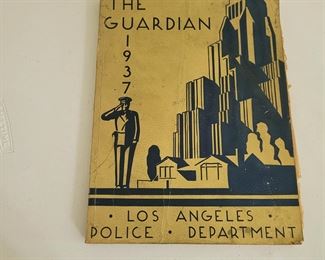 THE
GUARDIAN
1937
• LOS ANGELES •
POLICE • DEPARTMENT